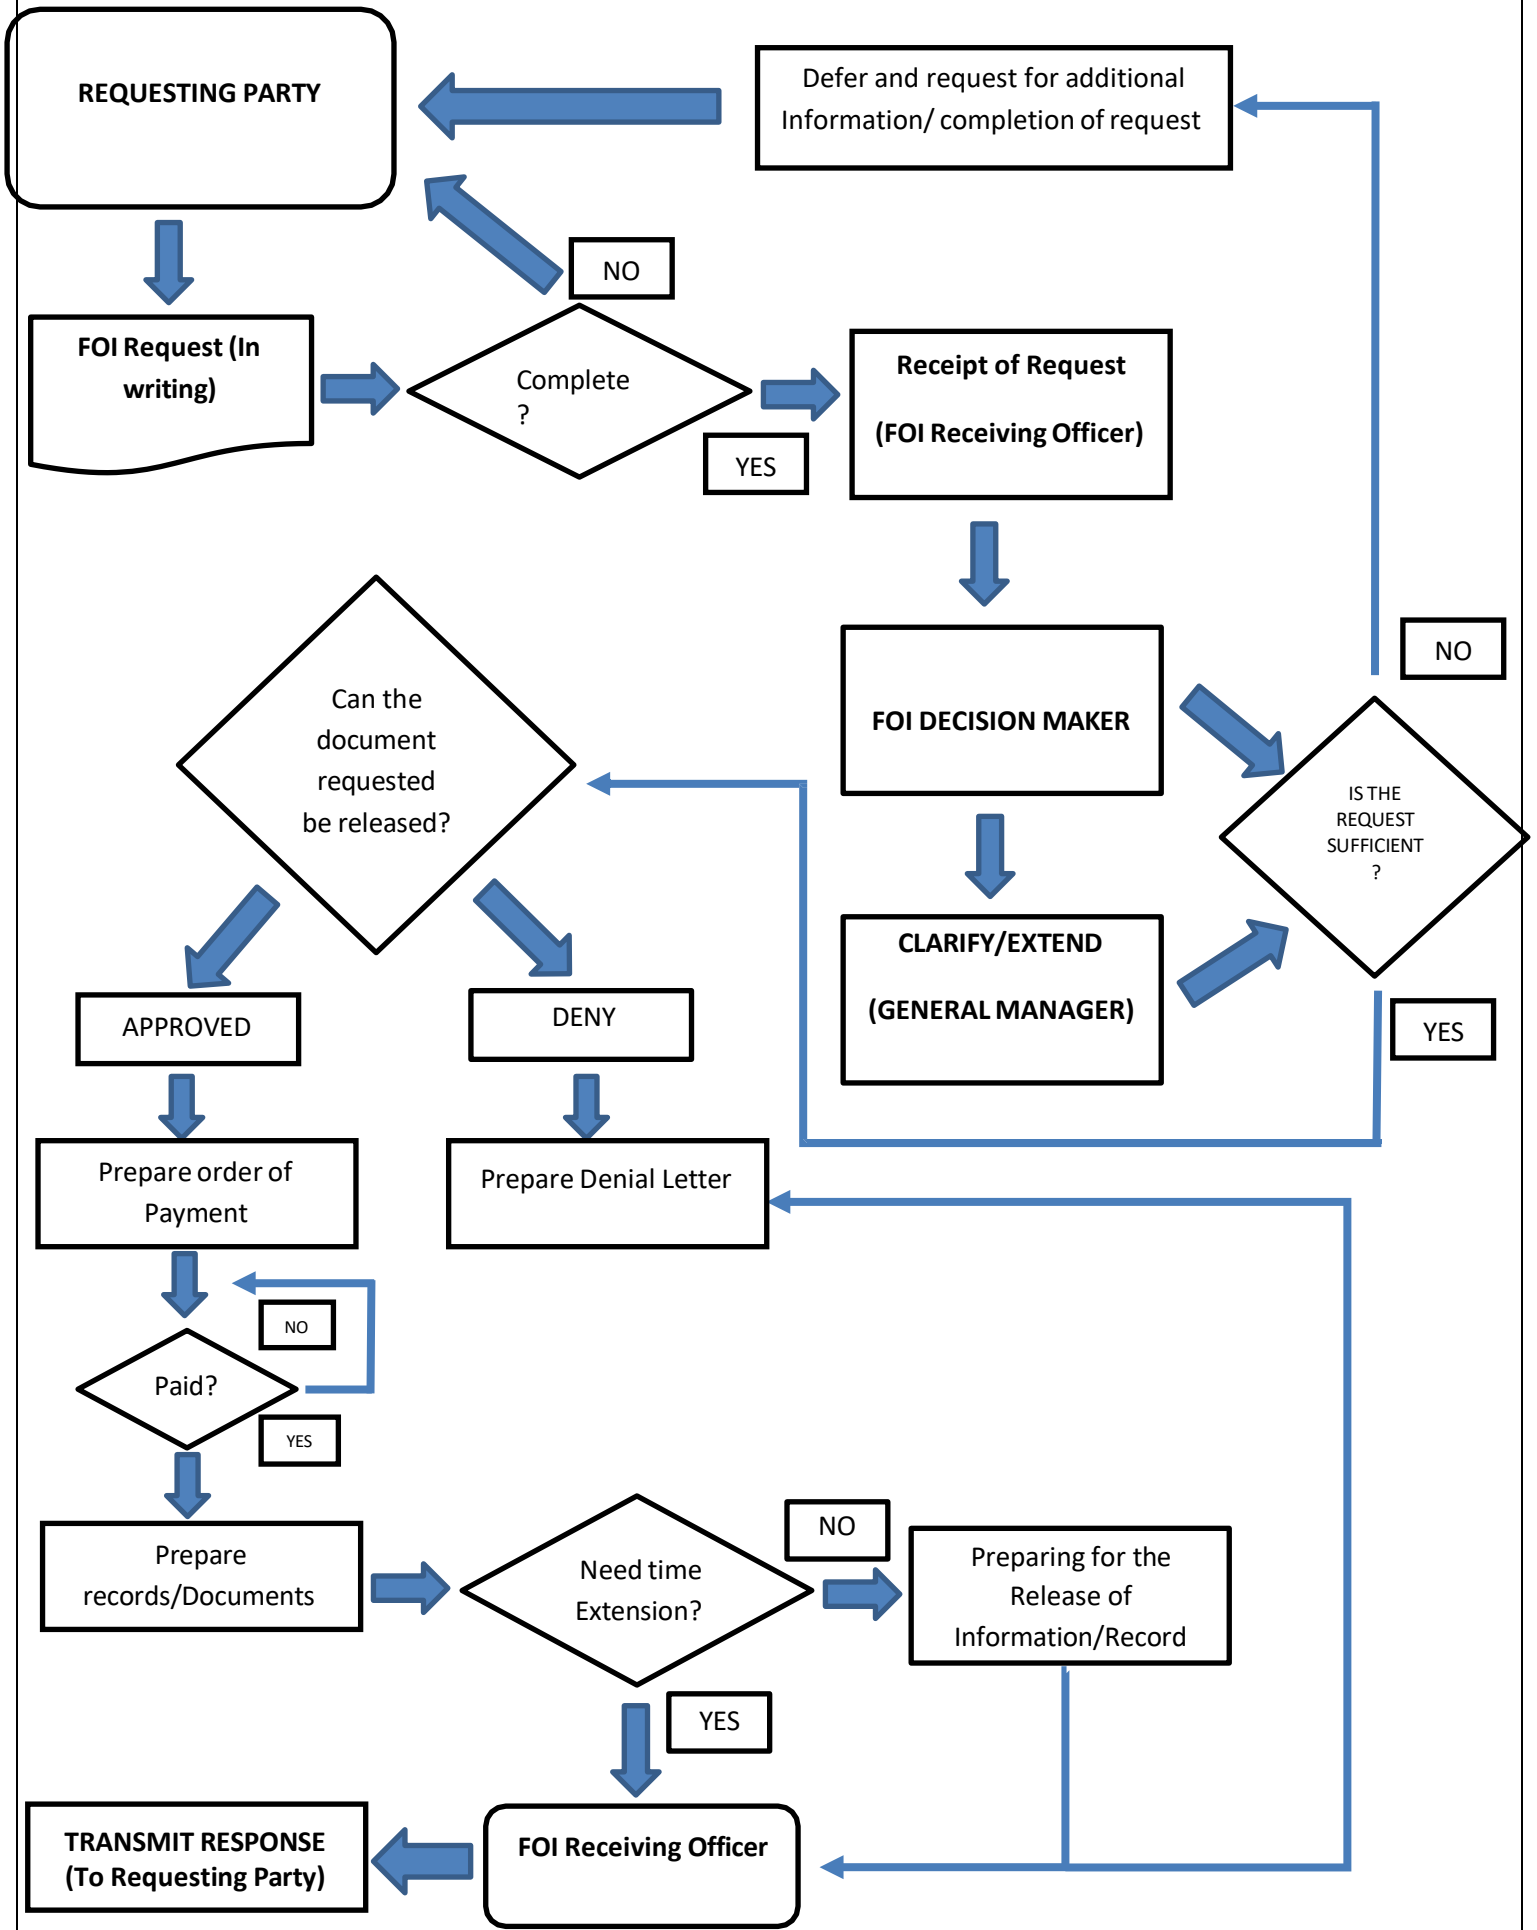 REQUESTING PARTY
Defer and request for additional
Information/ completion of request
NO
FOI Request (In
writing)
Complete
?
YES
Receipt of Request
(FOI Receiving Officer)
NO
FOI DECISION MAKER
Can the
document
requested
be released?
IS THE
REQUEST
SUFFICIENT
?
CLARIFY/EXTEND
(GENERAL MANAGER)
YES
APPROVED
DENY
Prepare order of
Payment
Prepare Denial Letter
NO
Paid?
YES
Prepare
records/Documents
Need time
Extension?
NO
Preparing for the
Release of
Information/Record
YES
TRANSMIT RESPONSE
(To Requesting Party)
FOI Receiving Officer